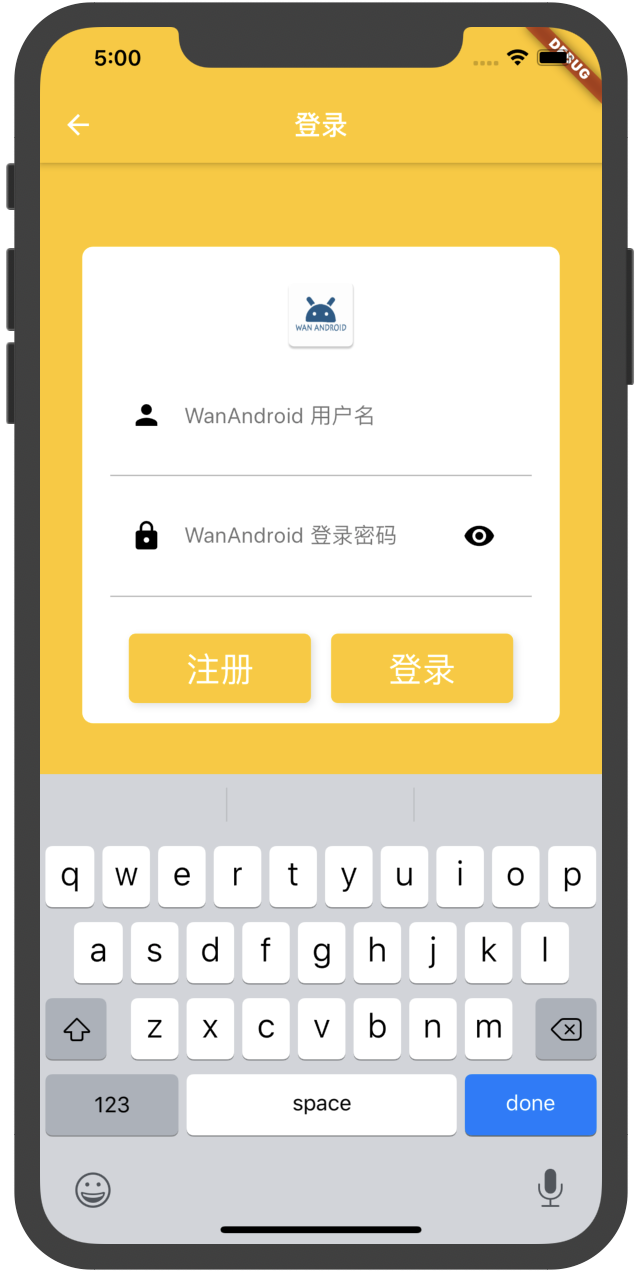 5:00
DEBUG
登录
WAN ANDROID
WanAndroid 用户名
WanAndroid 登录密码
注册 登录
q w e r t y u i o p
a s d f g h j k l
z x c v b n m
123 space done